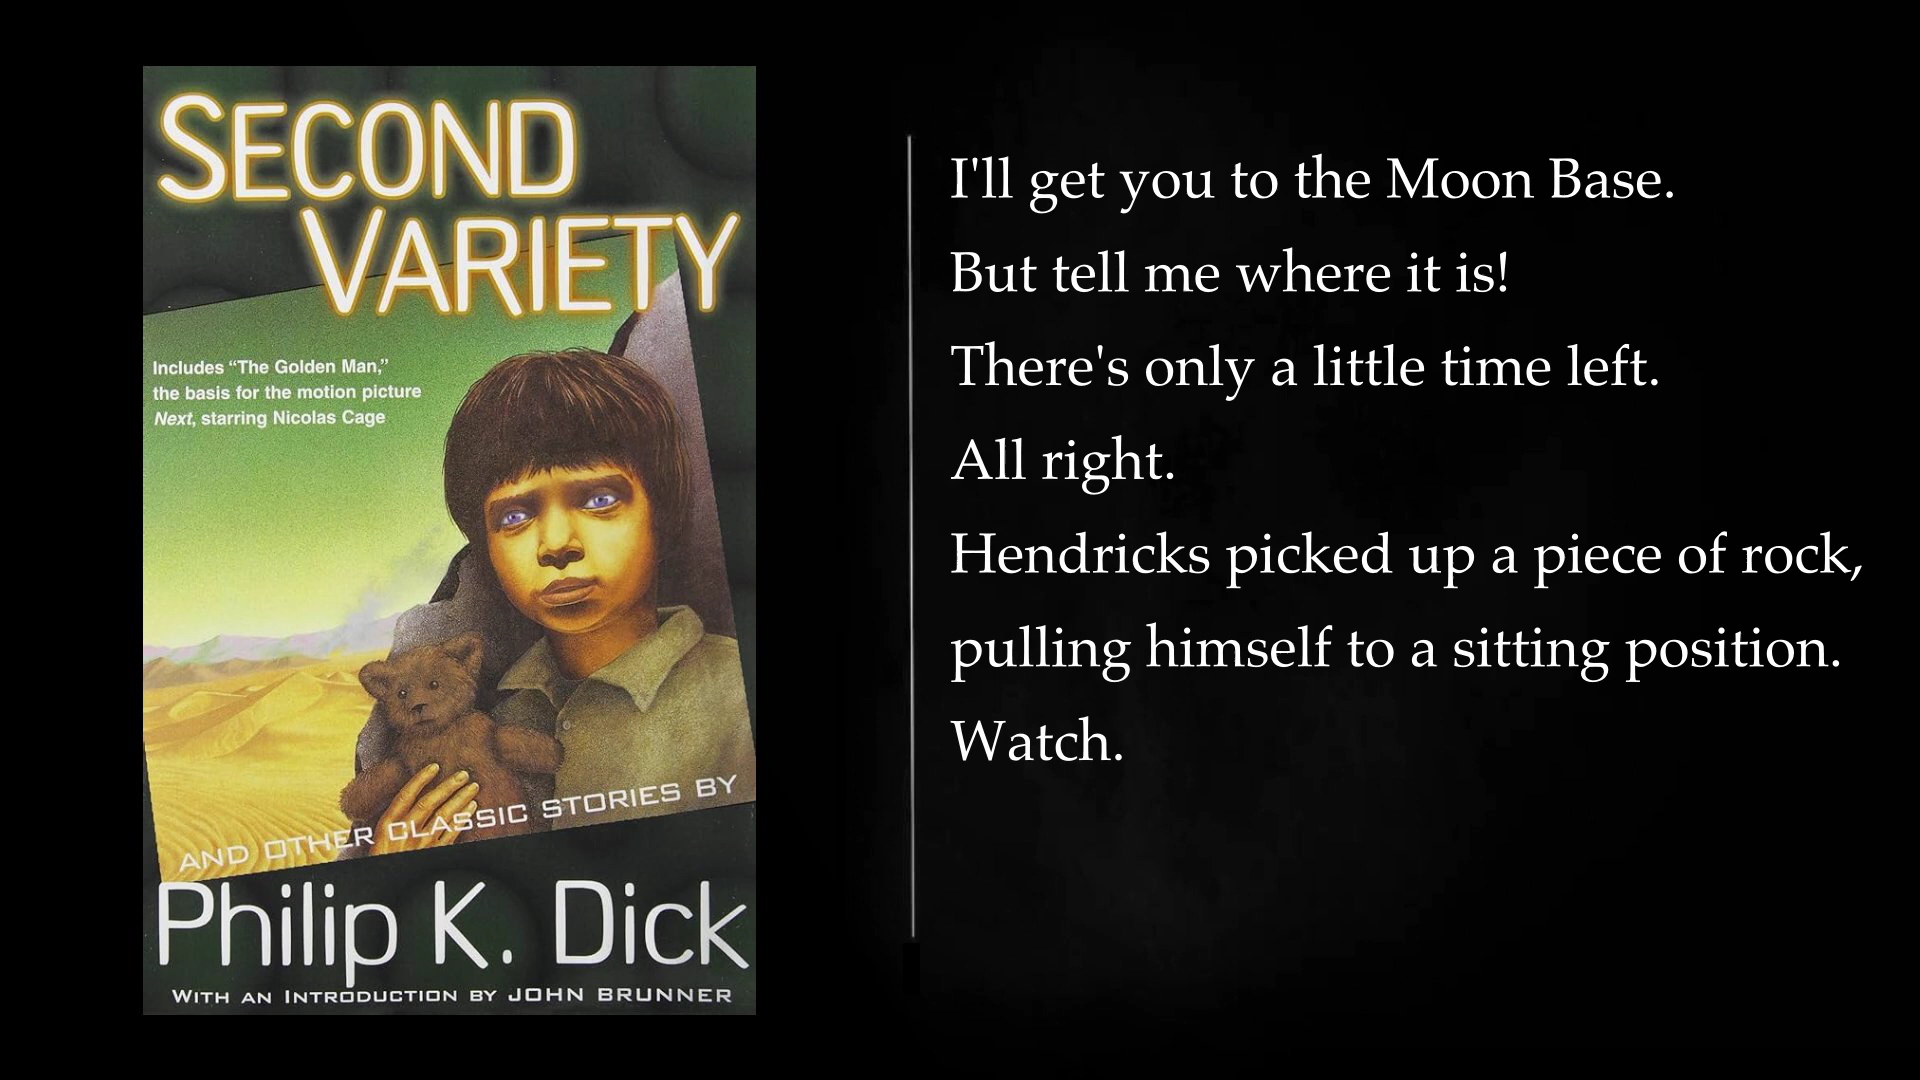 SECOND
VARIETY
Includes “The Golden Man,”
the basis for the motion picture
Next, starring Nicolas Cage
AND OTHER CLASSIC STORIES BY
Philip K. Dick
WITH AN INTRODUCTION BY JOHN BRUNNER
I'll get you to the Moon Base.
But tell me where it is!
There's only a little time left.
All right.
Hendricks picked up a piece of rock,
pulling himself to a sitting position.
Watch.